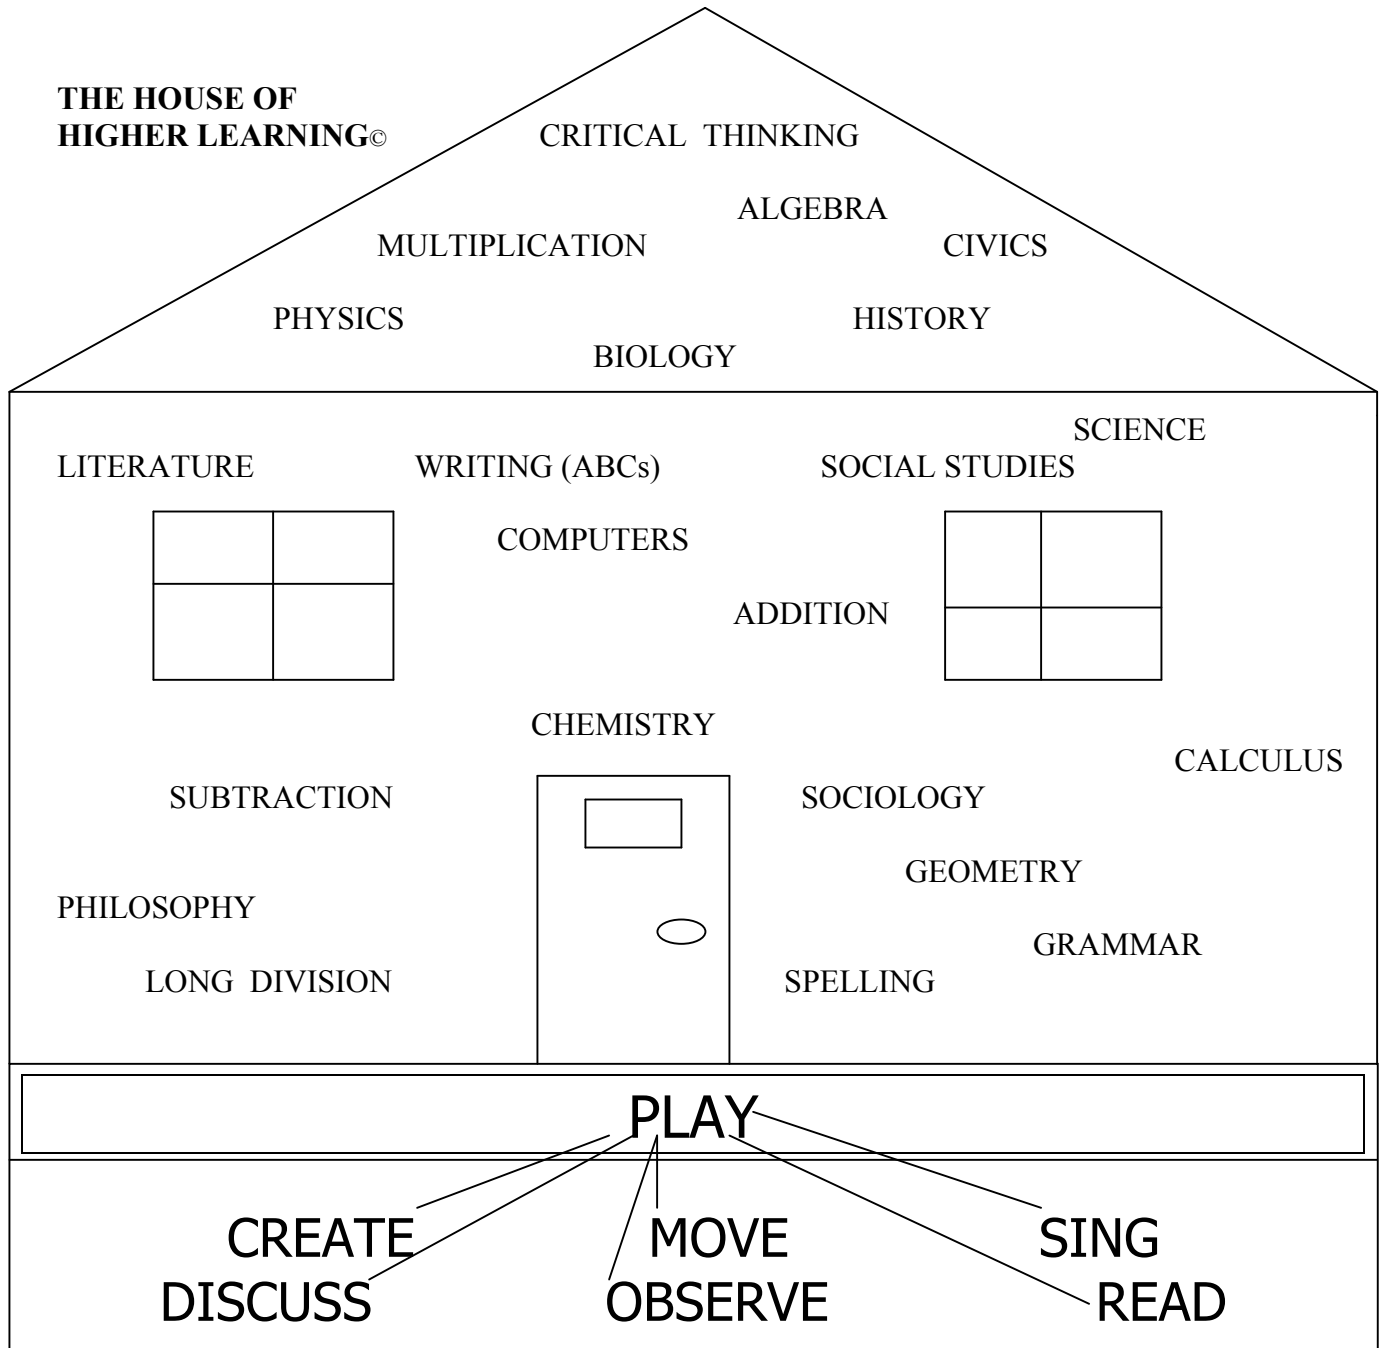 THE HOUSE OF
HIGHER LEARNING©
CRITICAL THINKING
ALGEBRA
MULTIPLICATION
CIVICS
PHYSICS
HISTORY
BIOLOGY
SCIENCE
LITERATURE
WRITING (ABCs)
SOCIAL STUDIES
COMPUTERS
ADDITION
CHEMISTRY
CALCULUS
SUBTRACTION
SOCIOLOGY
GEOMETRY
PHILOSOPHY
GRAMMAR
LONG DIVISION
SPELLING
PLAY
CREATE
MOVE
SING
DISCUSS
OBSERVE
READ